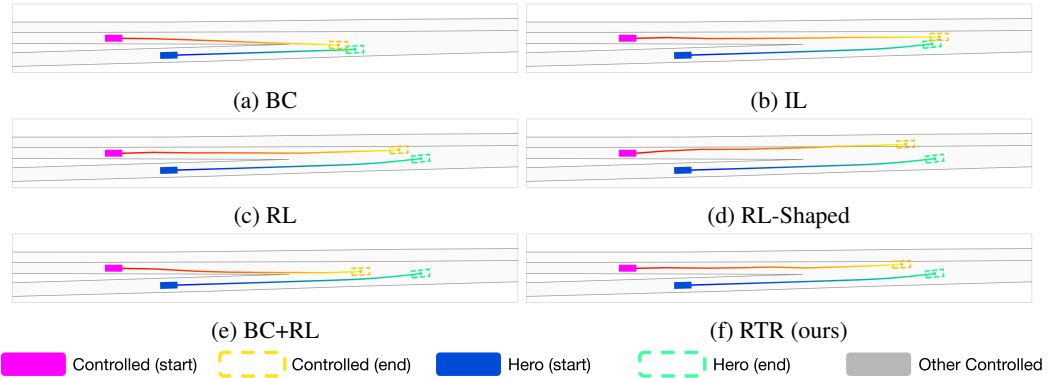 (a) BC
(b) IL
(c) RL
(d) RL-Shaped
(e) BC+RL
(f) RTR (ours)
Controlled (start) Controlled (end) Hero (start) Hero (end) Other Controlled